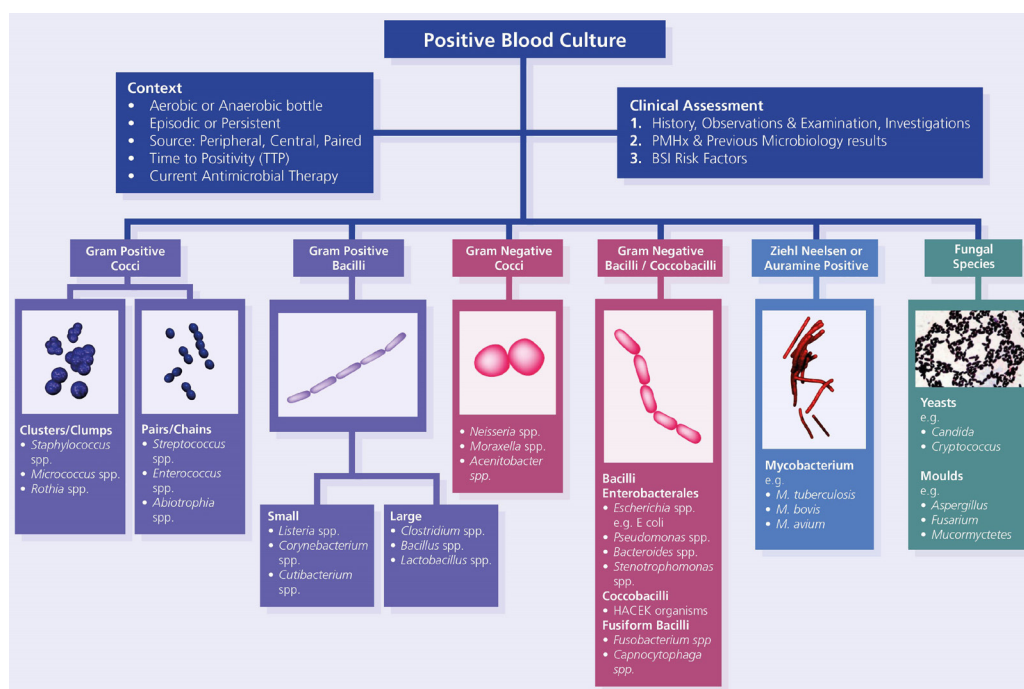 Positive Blood Culture
Context
• Aerobic or Anaerobic bottle
• Episodic or Persistent
• Source: Peripheral, Central, Paired
• Time to Positivity (TTP)
• Current Antimicrobial Therapy
Clinical Assessment
1. History, Observations & Examination, Investigations
2. PMHx & Previous Microbiology results
3. BSI Risk Factors
Gram Positive
Cocci
Clusters/Clumps
• Staphylococcus
spp.
• Micrococcus spp.
• Rothia spp.
Pairs/Chains
• Streptococcus
spp.
• Enterococcus
spp.
• Abiotrophia
spp.
Gram Positive
Bacilli
Small
• Listeria spp.
• Corynebacterium
spp.
• Cutibacterium
spp.
Large
• Clostridium spp.
• Bacillus spp.
• Lactobacillus spp.
Gram Negative
Cocci
• Neisseria spp.
• Moraxella spp.
• Acenitobacter
spp.
Gram Negative
Bacilli / Coccobacilli
Bacilli
Enterobacterales
• Escherichia spp.
e.g. E coli
• Pseudomonas spp.
• Bacteroides spp.
• Stenotrophomonas
spp.
Coccobacilli
• HACEK organisms
Fusiform Bacilli
• Fusobacterium spp
• Capnocytophaga
spp.
Ziehl Neelsen or
Auramine Positive
Mycobacterium
e.g.
• M. tuberculosis
• M. bovis
• M. avium
Fungal
Species
Yeasts
e.g.
• Candida
• Cryptococcus
Moulds
e.g.
• Aspergillus
• Fusarium
• Mucormyctetes